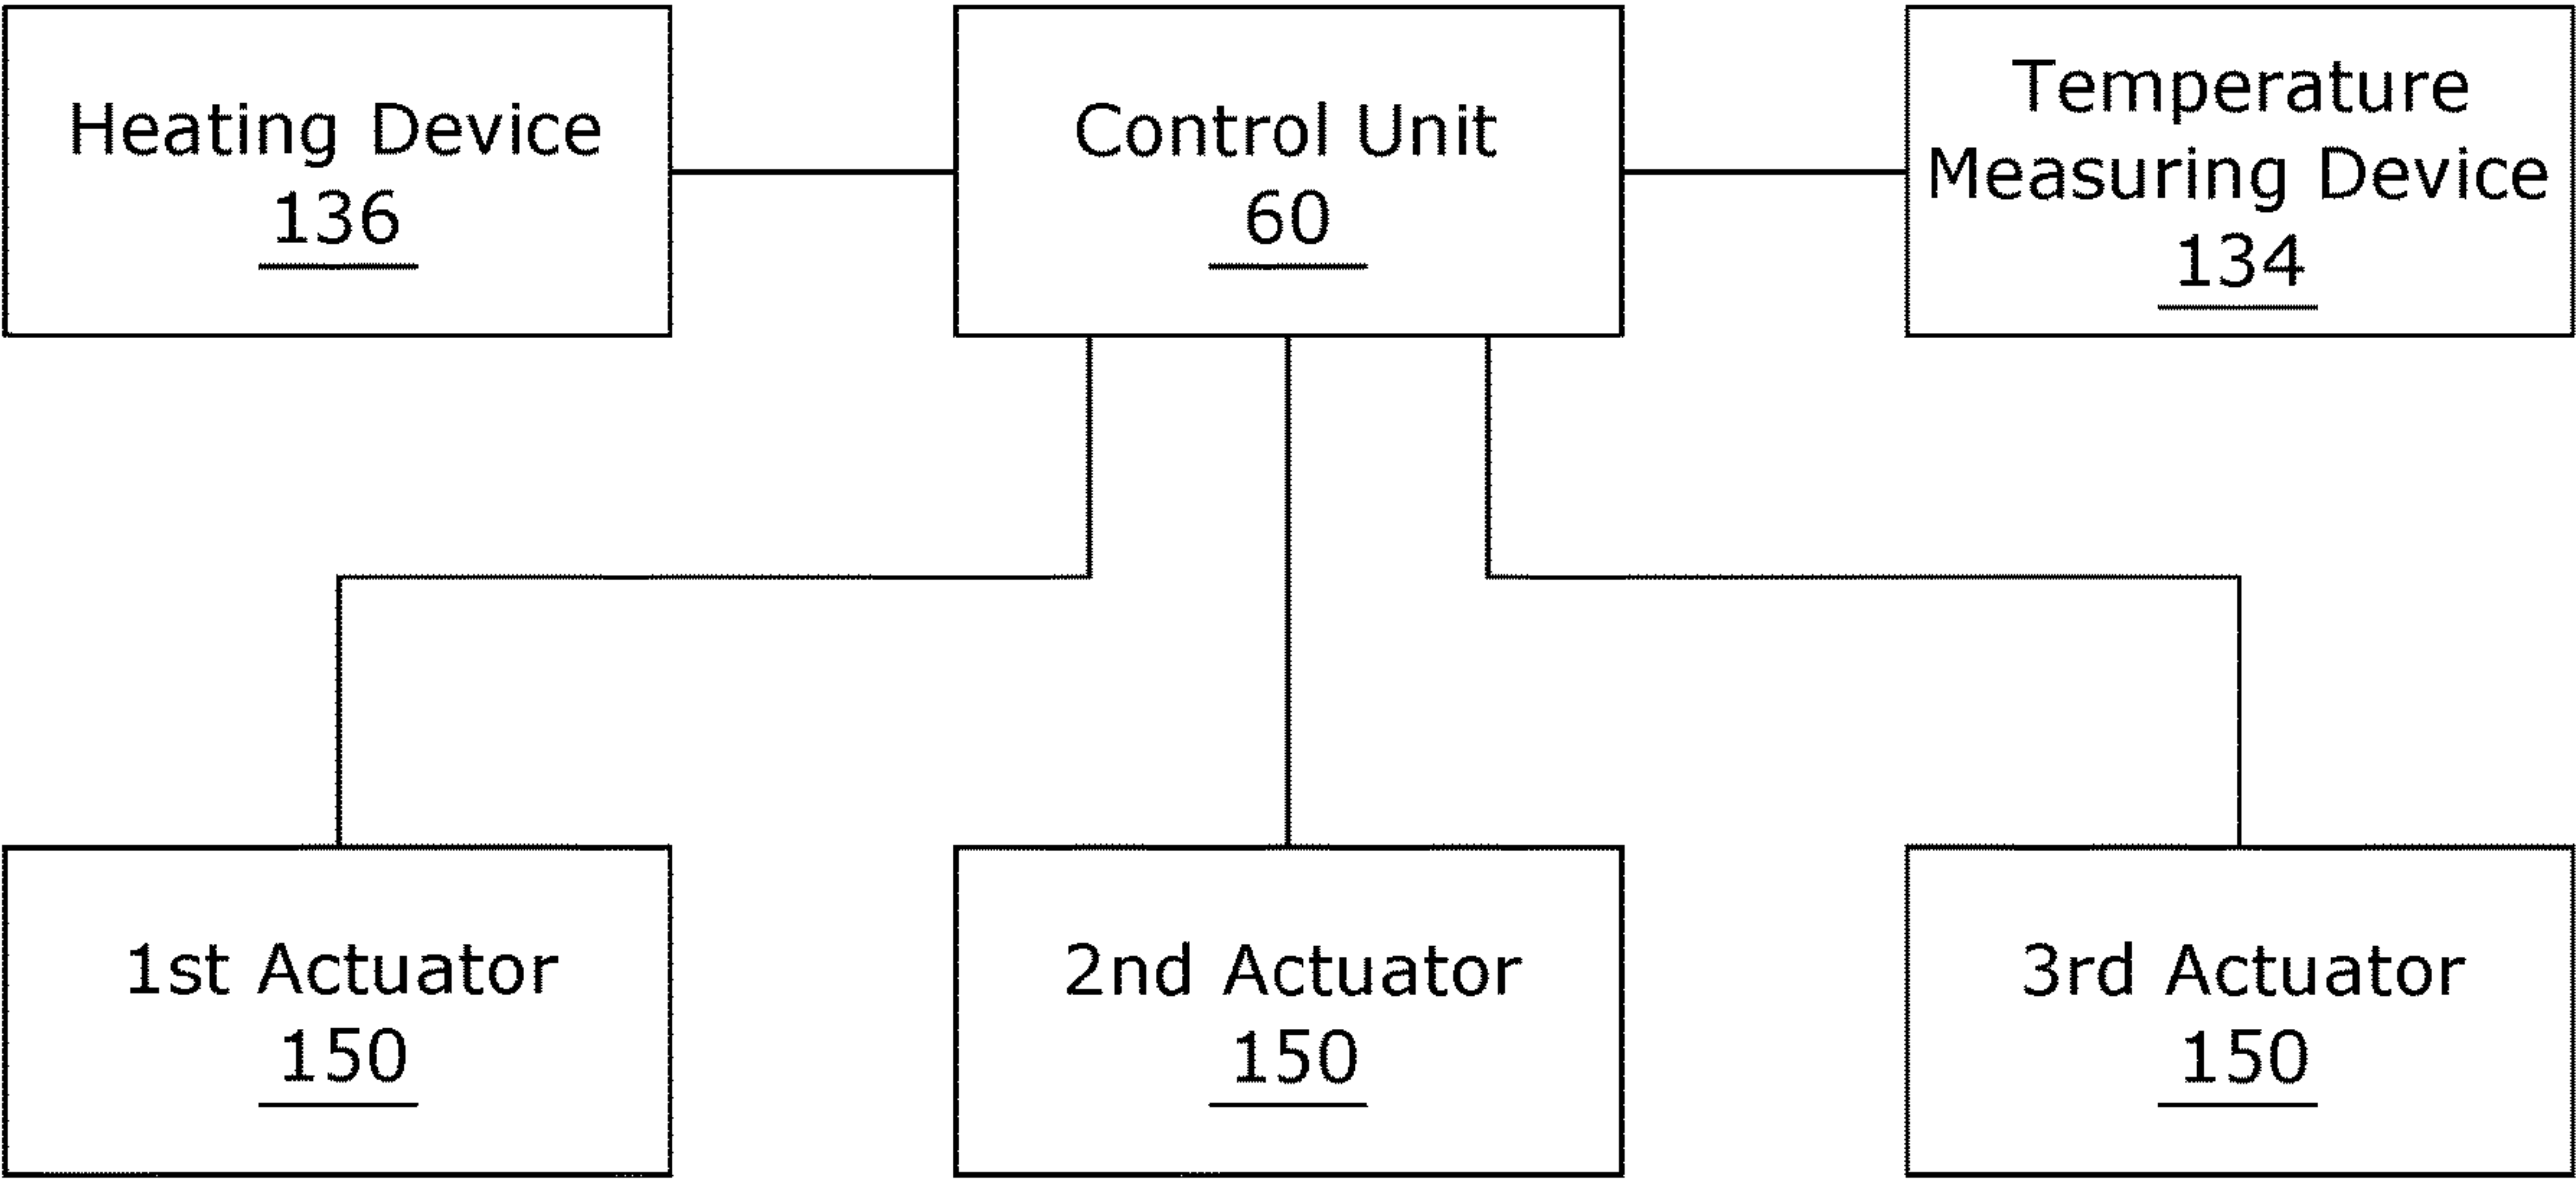 Heating Device
136
Control Unit
60
Temperature
Measuring Device
134
1st Actuator
150
2nd Actuator
150
3rd Actuator
150